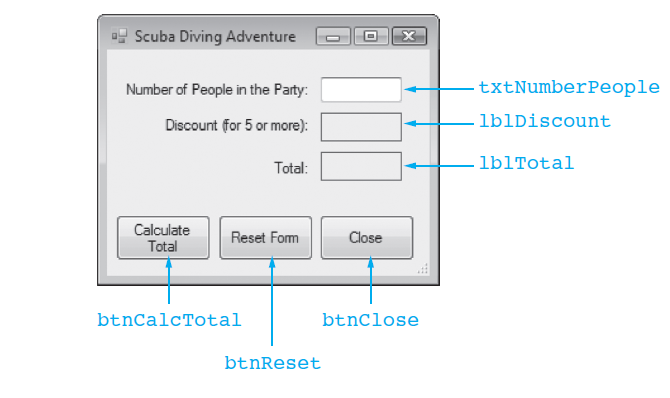 Scuba Diving Adventure
Number of People in the Party:
txtNumberPeople
Discount (for 5 or more):
lblDiscount
Total:
lblTotal
Calculate
Total
Reset Form
Close
btnCalcTotal
btnClose
btnReset